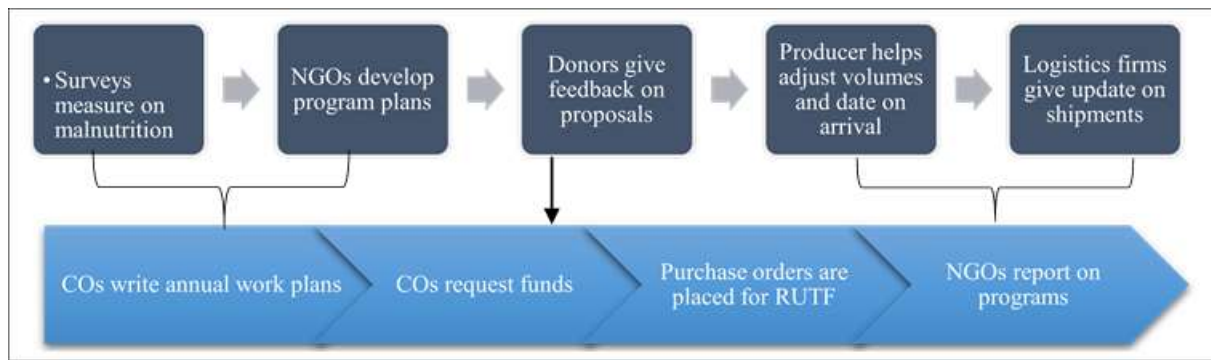 • Surveys
measure on
malnutrition
NGOs develop
program plans
Donors give
feedback on
proposals
Producer helps
adjust volumes
and date on
arrival
Logistics firms
give update on
shipments
COs write annual work plans
COs request funds
Purchase orders are
placed for RUTF
NGOs report on
programs